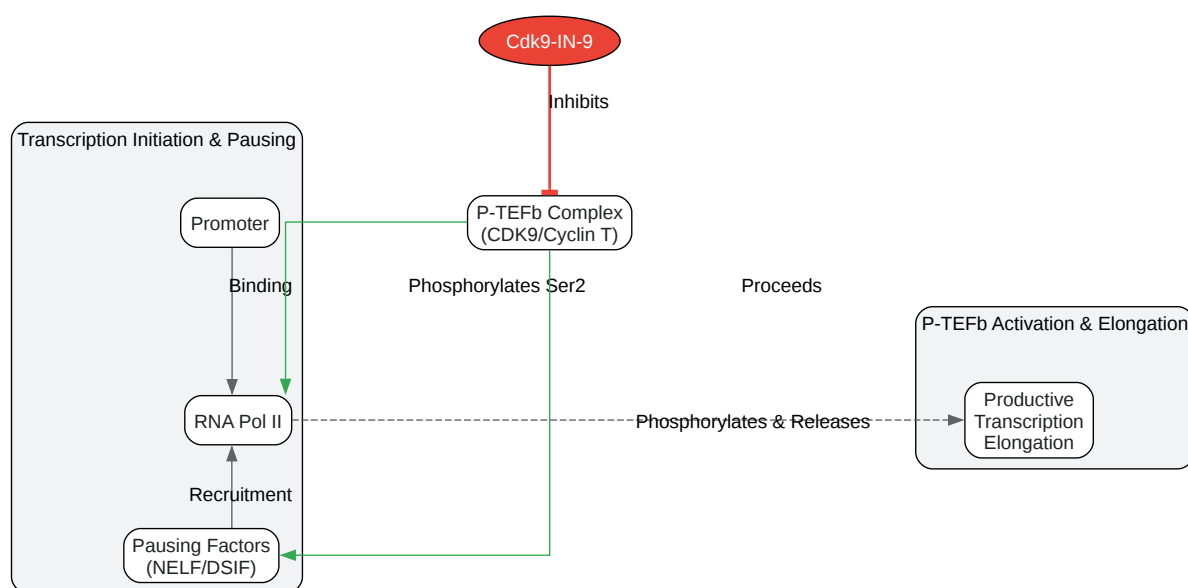 Cdk9-IN-9
Inhibits
Transcription Initiation & Pausing
Promoter
P-TEFb Complex
(CDK9/Cyclin T)
Binding
Phosphorylates Ser2
Proceeds
P-TEFb Activation & Elongation
RNA Pol II
Phosphorylates & Releases
Productive
Transcription
Elongation
Recruitment
Pausing Factors
(NELF/DSIF)